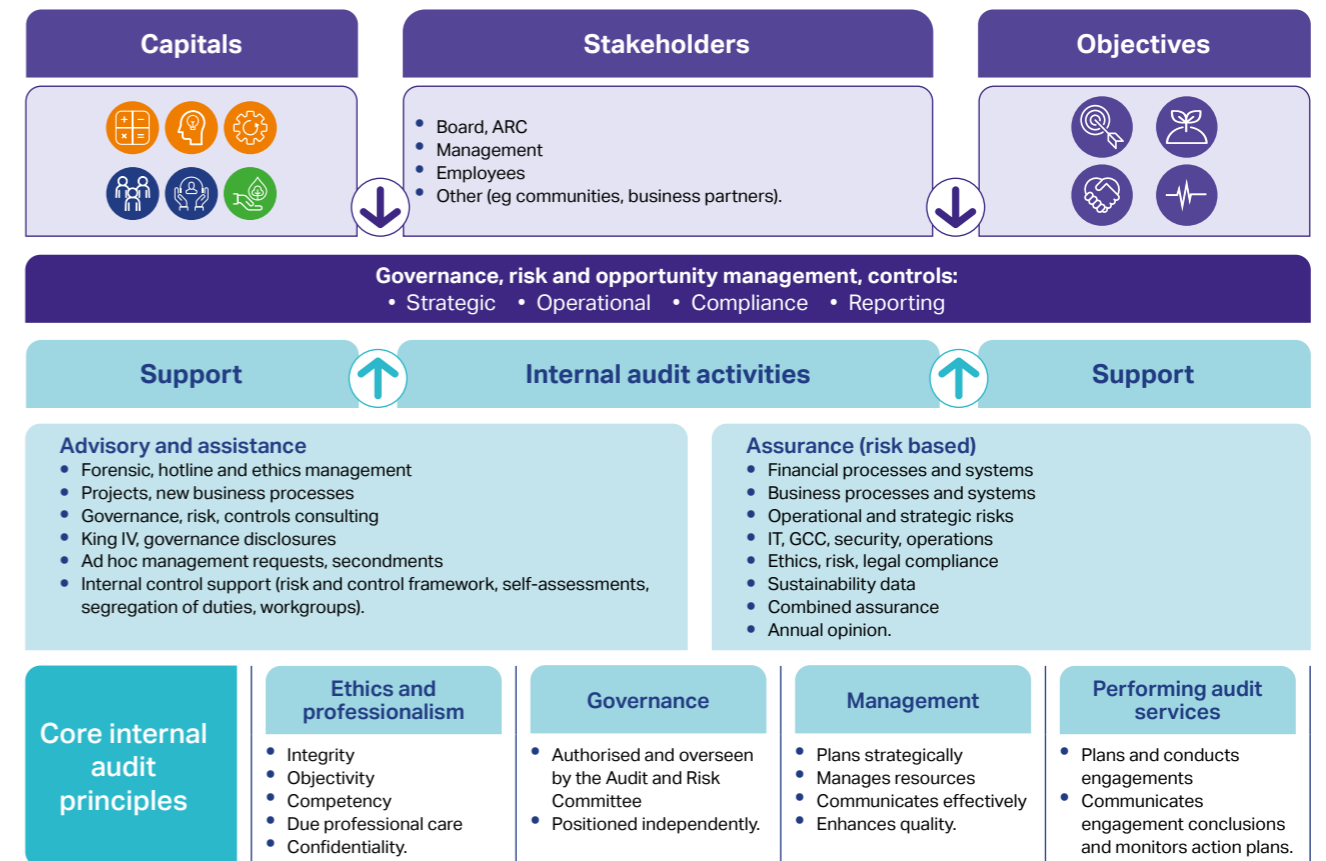 Capitals
Stakeholders
Objectives
• Board, ARC
• Management
• Employees
• Other (eg communities, business partners).
Governance, risk and opportunity management, controls:
• Strategic • Operational • Compliance • Reporting
Support
Internal audit activities
Support
Advisory and assistance
• Forensic, hotline and ethics management
• Projects, new business processes
• Governance, risk, controls consulting
• King IV, governance disclosures
• Ad hoc management requests, secondments
• Internal control support (risk and control framework, self-assessments,
segregation of duties, workgroups).
Assurance (risk based)
• Financial processes and systems
• Business processes and systems
• Operational and strategic risks
• IT, GCC, security, operations
• Ethics, risk, legal compliance
• Sustainability data
• Combined assurance
• Annual opinion.
Core internal
audit
principles
Ethics and
professionalism
• Integrity
• Objectivity
• Competency
• Due professional care
• Confidentiality.
Governance
• Authorised and overseen
by the Audit and Risk
Committee
• Positioned independently.
Management
• Plans strategically
• Manages resources
• Communicates effectively
• Enhances quality.
Performing audit
services
• Plans and conducts
engagements
• Communicates
engagement conclusions
and monitors action plans.